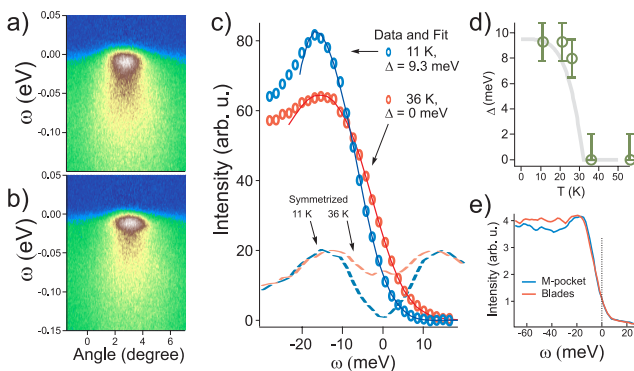 a)
0.05
0.00
-0.05
-0.10
ω (eV)
b)
0.05
0.00
-0.05
-0.10
-0.15
ω (eV)
0
2
4
6
Angle (degree)
c)
80
60
40
20
0
Intensity (arb. u.)
Data and Fit
11 K,
Δ = 9.3 meV
36 K,
Δ = 0 meV
Symmetrized
11 K 36 K
-20
-10
0
10
ω (meV)
d)
10
8
6
4
2
0
Δ (meV)
0 10 20 30 40 50
T (K)
e)
4
3
2
1
Intensity (arb. u.)
M-pocket
Blades
-60 -40 -20 0 20
ω (meV)